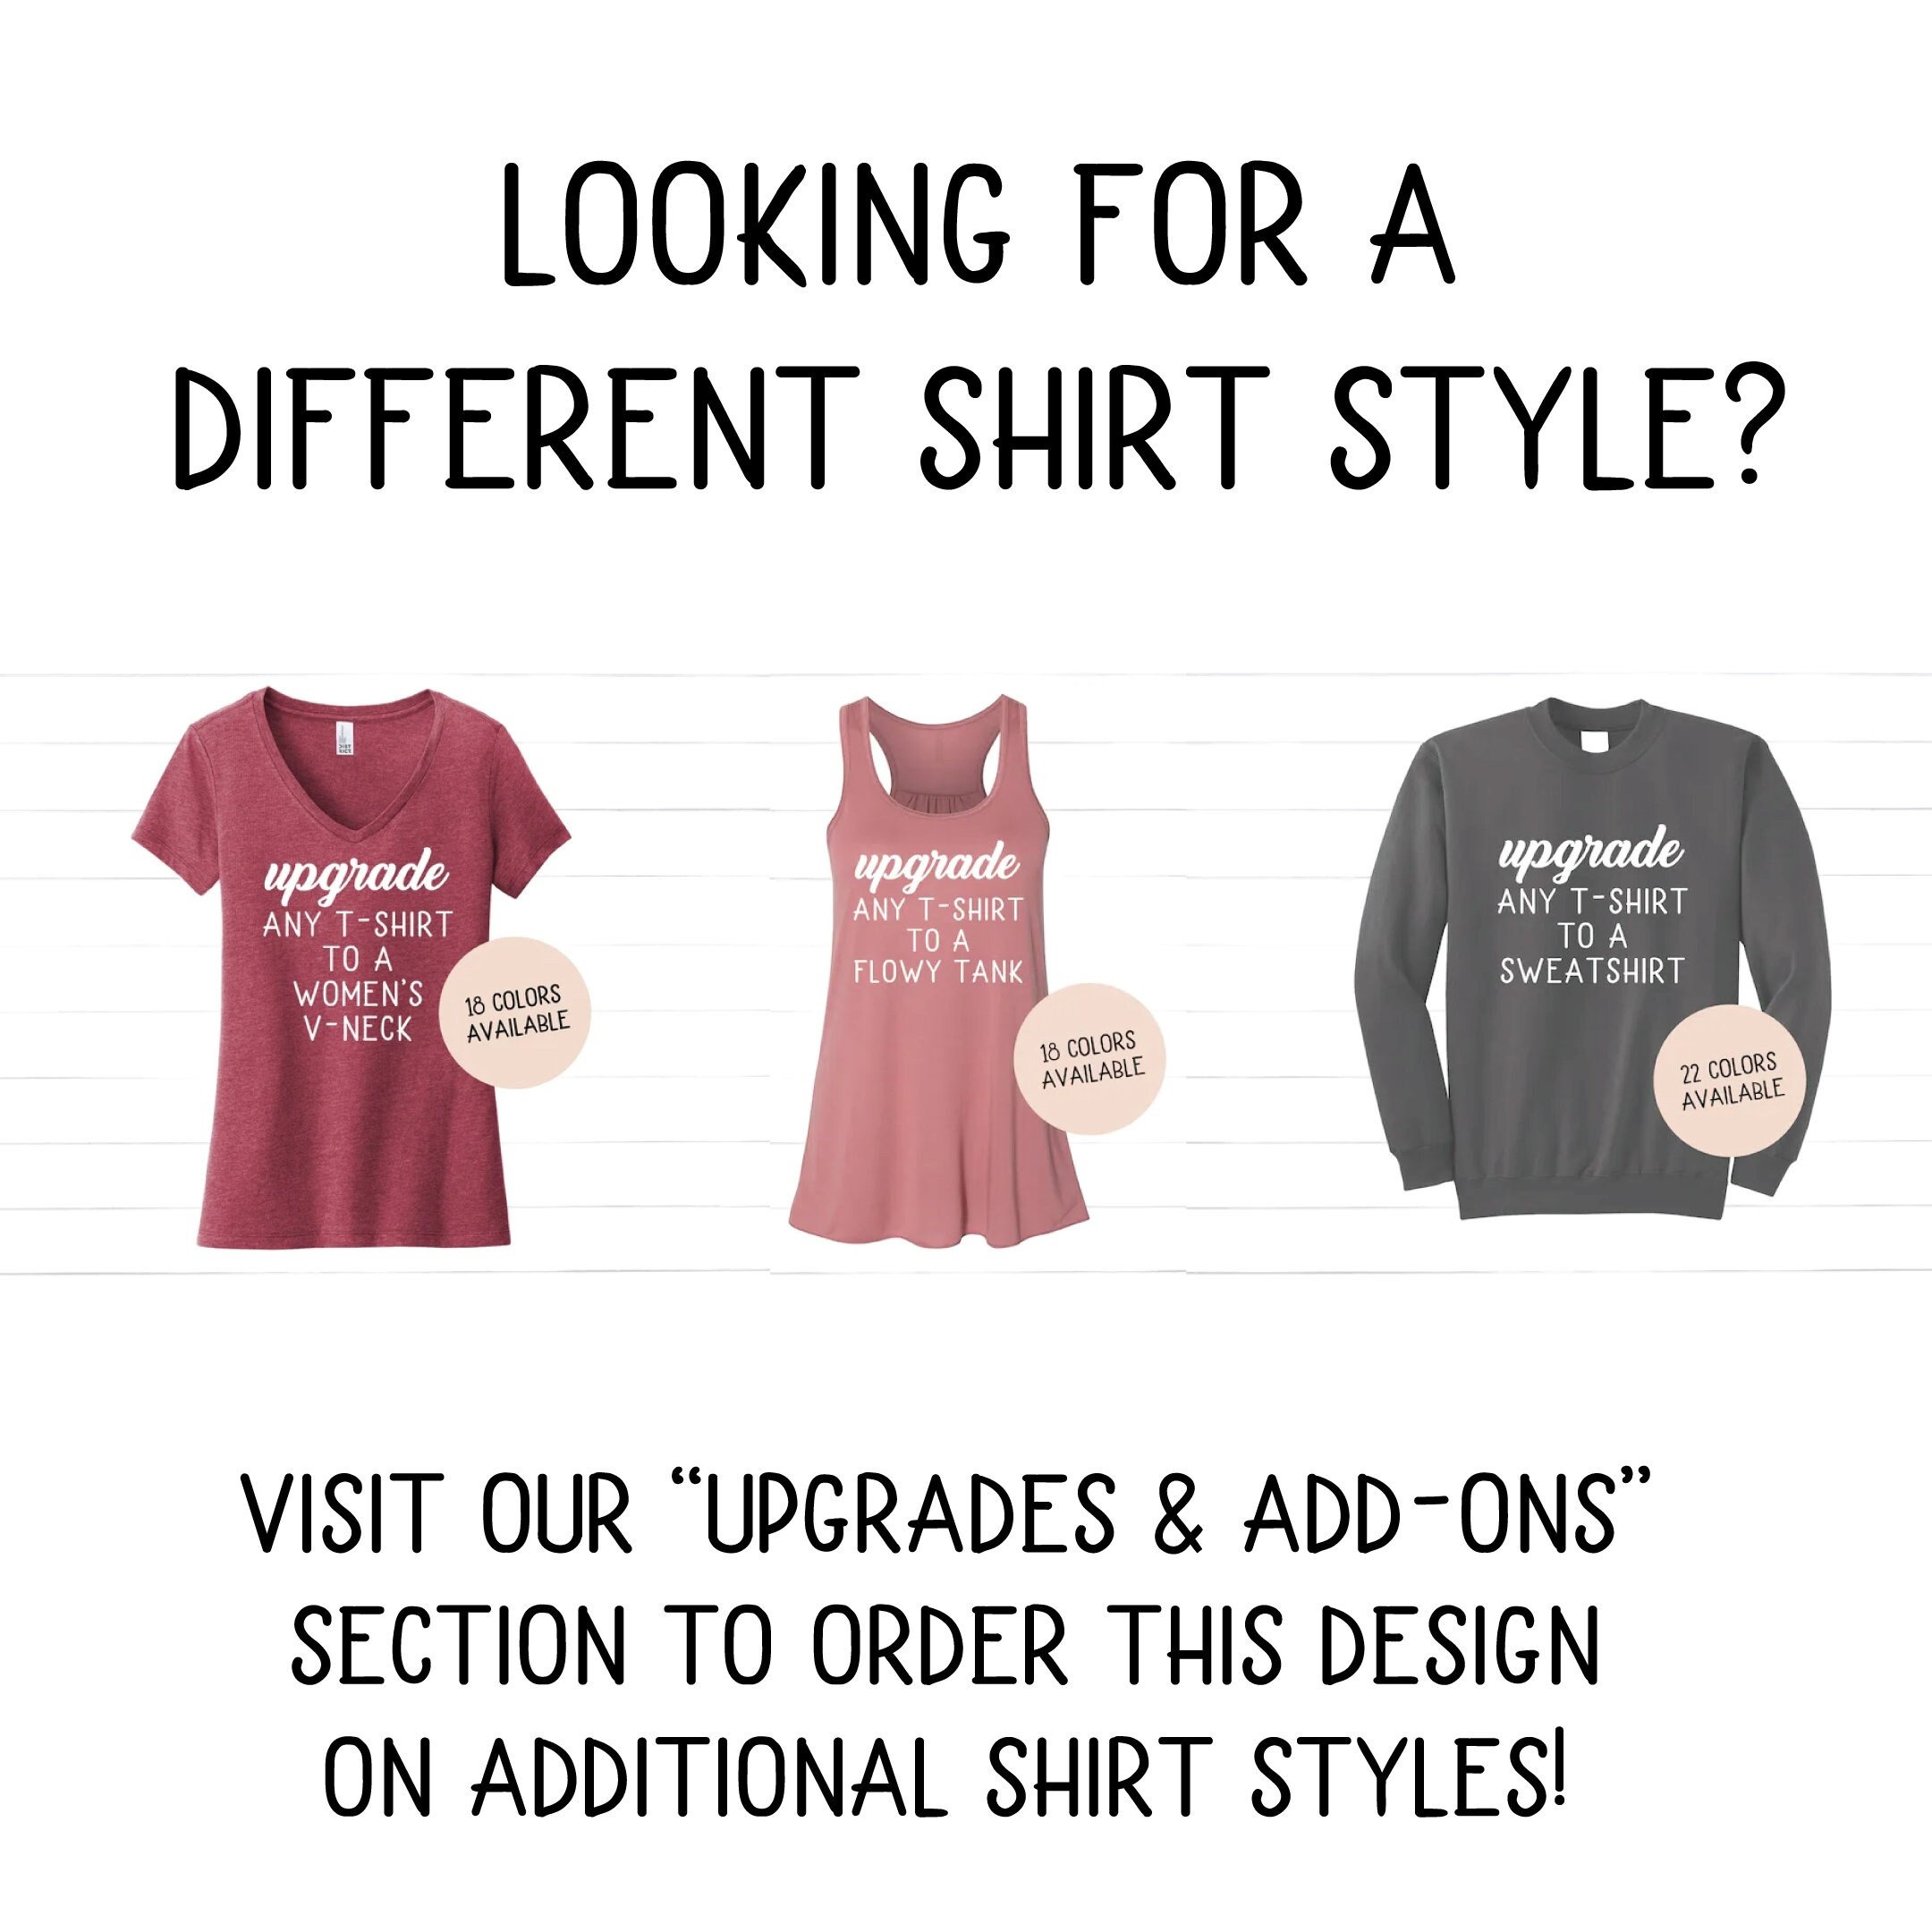 LOOKING FOR A
DIFFERENT SHIRT STYLE?
upgrade
ANY T-SHIRT
TO A
WOMEN'S
V-NECK
18 COLORS
AVAILABLE
upgrade
ANY T-SHIRT
TO A
FLOWY TANK
18 COLORS
AVAILABLE
upgrade
ANY T-SHIRT
TO A
SWEATSHIRT
22 COLORS
AVAILABLE
VISIT OUR “UPGRADES & ADD-ONS”
SECTION TO ORDER THIS DESIGN
ON ADDITIONAL SHIRT STYLES!